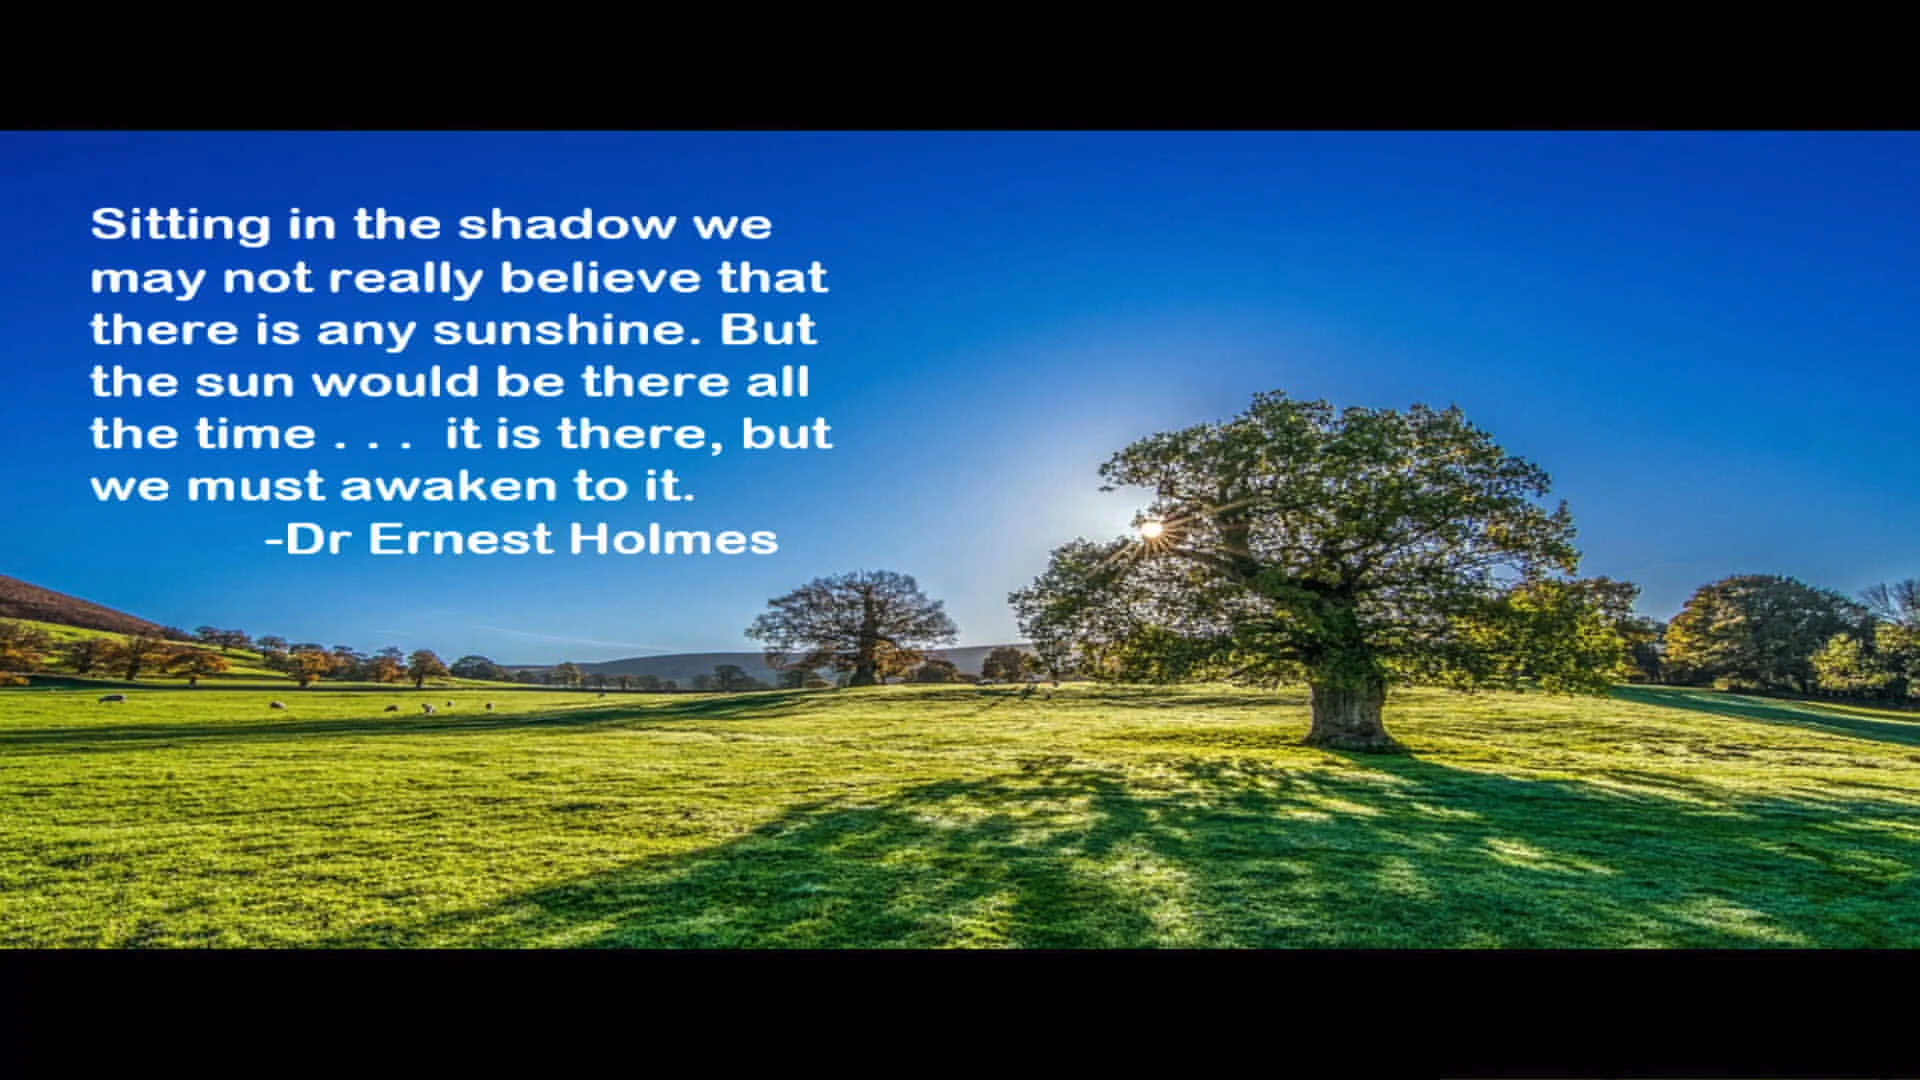 Sitting in the shadow we
may not really believe that
there is any sunshine. But
the sun would be there all
the time . . .  it is there, but
we must awaken to it.
-Dr Ernest Holmes